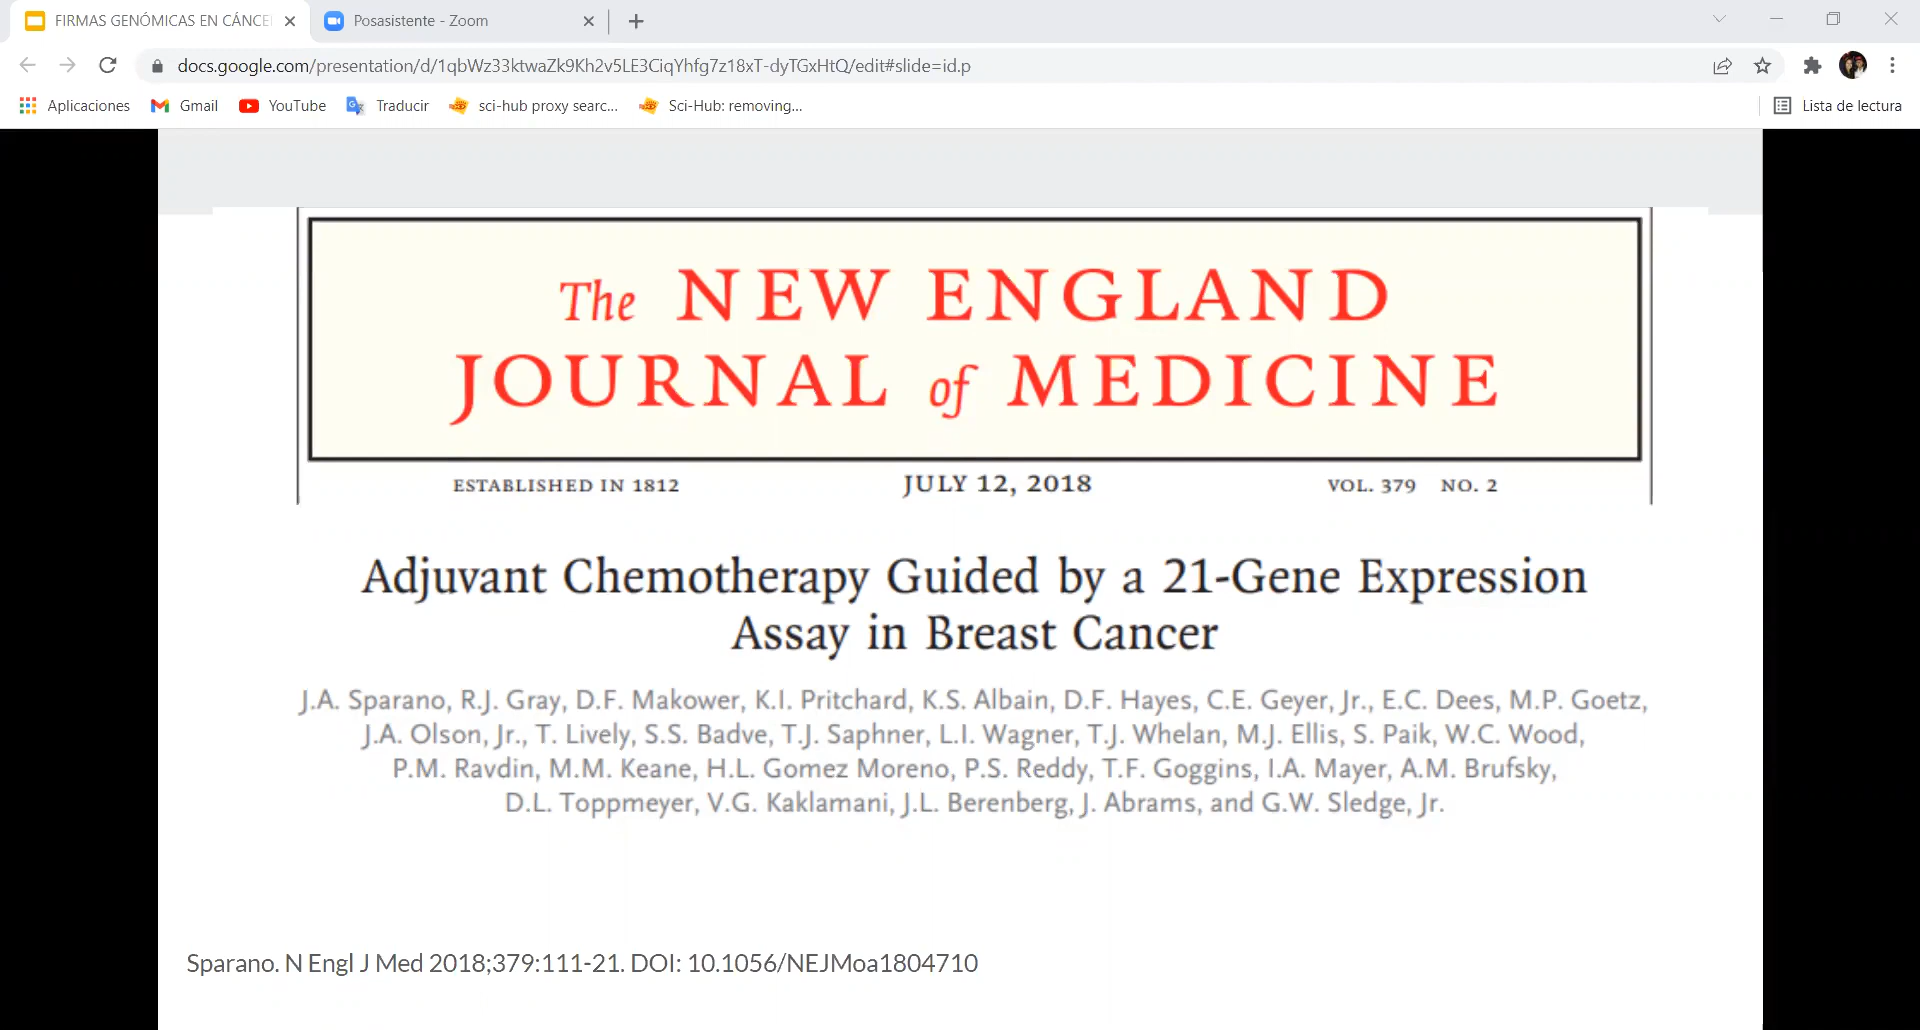 FIRMAS GENÓMICAS EN CÁNCE
Posasistente - Zoom
docs.google.com/presentation/d/1qbWz33ktwaZk9Kh2v5LE3CiqYhfg7z18xT-dyTGxHtQ/edit#slide=id.p
Aplicaciones Gmail YouTube Traducir sci-hub proxy searc... Sci-Hub: removing... Lista de lectura
The NEW ENGLAND
JOURNAL of MEDICINE
ESTABLISHED IN 1812 JULY 12, 2018 VOL. 379 NO. 2
Adjuvant Chemotherapy Guided by a 21-Gene Expression
Assay in Breast Cancer
J.A. Sparano, R.J. Gray, D.F. Makower, K.I. Pritchard, K.S. Albain, D.F. Hayes, C.E. Geyer, Jr., E.C. Dees, M.P. Goetz,
J.A. Olson, Jr., T. Lively, S.S. Badve, T.J. Saphner, L.I. Wagner, T.J. Whelan, M.J. Ellis, S. Paik, W.C. Wood,
P.M. Ravdin, M.M. Keane, H.L. Gomez Moreno, P.S. Reddy, T.F. Goggins, I.A. Mayer, A.M. Brufsky,
D.L. Toppmeyer, V.G. Kaklamani, J.L. Berenberg, J. Abrams, and G.W. Sledge, Jr.
Sparano. N Engl J Med 2018;379:111-21. DOI: 10.1056/NEJMoa1804710